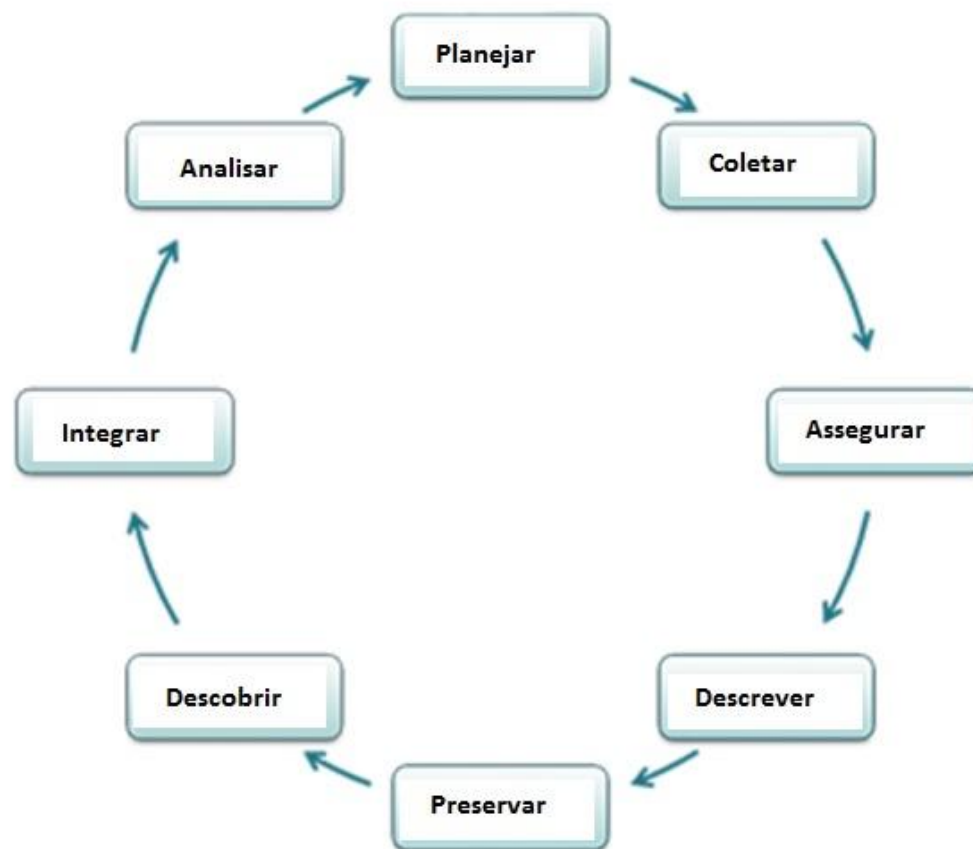 Planejar
Coletar
Assegurar
Descrever
Preservar
Descobrir
Integrar
Analisar